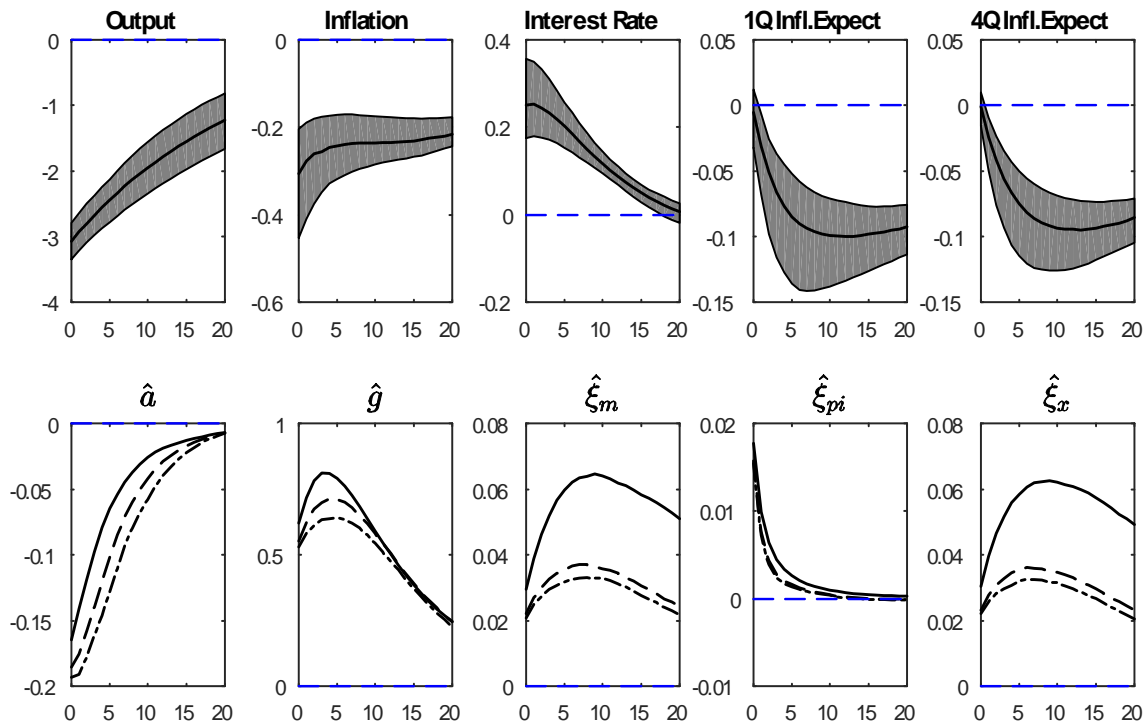 Output Inflation Interest Rate 1Q Infl.Expect 4Q Infl.Expect
0 0 0.4 0.05 0.05
-1 -0.2 0.2 0 0
-2 -0.05 -0.05
-3 -0.4 0 -0.1 -0.1
-4 -0.6 0.2 -0.15 -0.15
0 5 10 15 20 0 5 10 15 20 0 5 10 15 20 0 5 10 15 20 0 5 10 15 20
â ĝ ξ̂_m ξ̂_pi ξ̂_x
0 1 0.08 0.02 0.08
-0.05 0.06 0.01 0.06
-0.1 0.5 0.04 0.04
-0.15 0.02 0 0.02
-0.2 0 0 -0.01 0
0 5 10 15 20 0 5 10 15 20 0 5 10 15 20 0 5 10 15 20 0 5 10 15 20